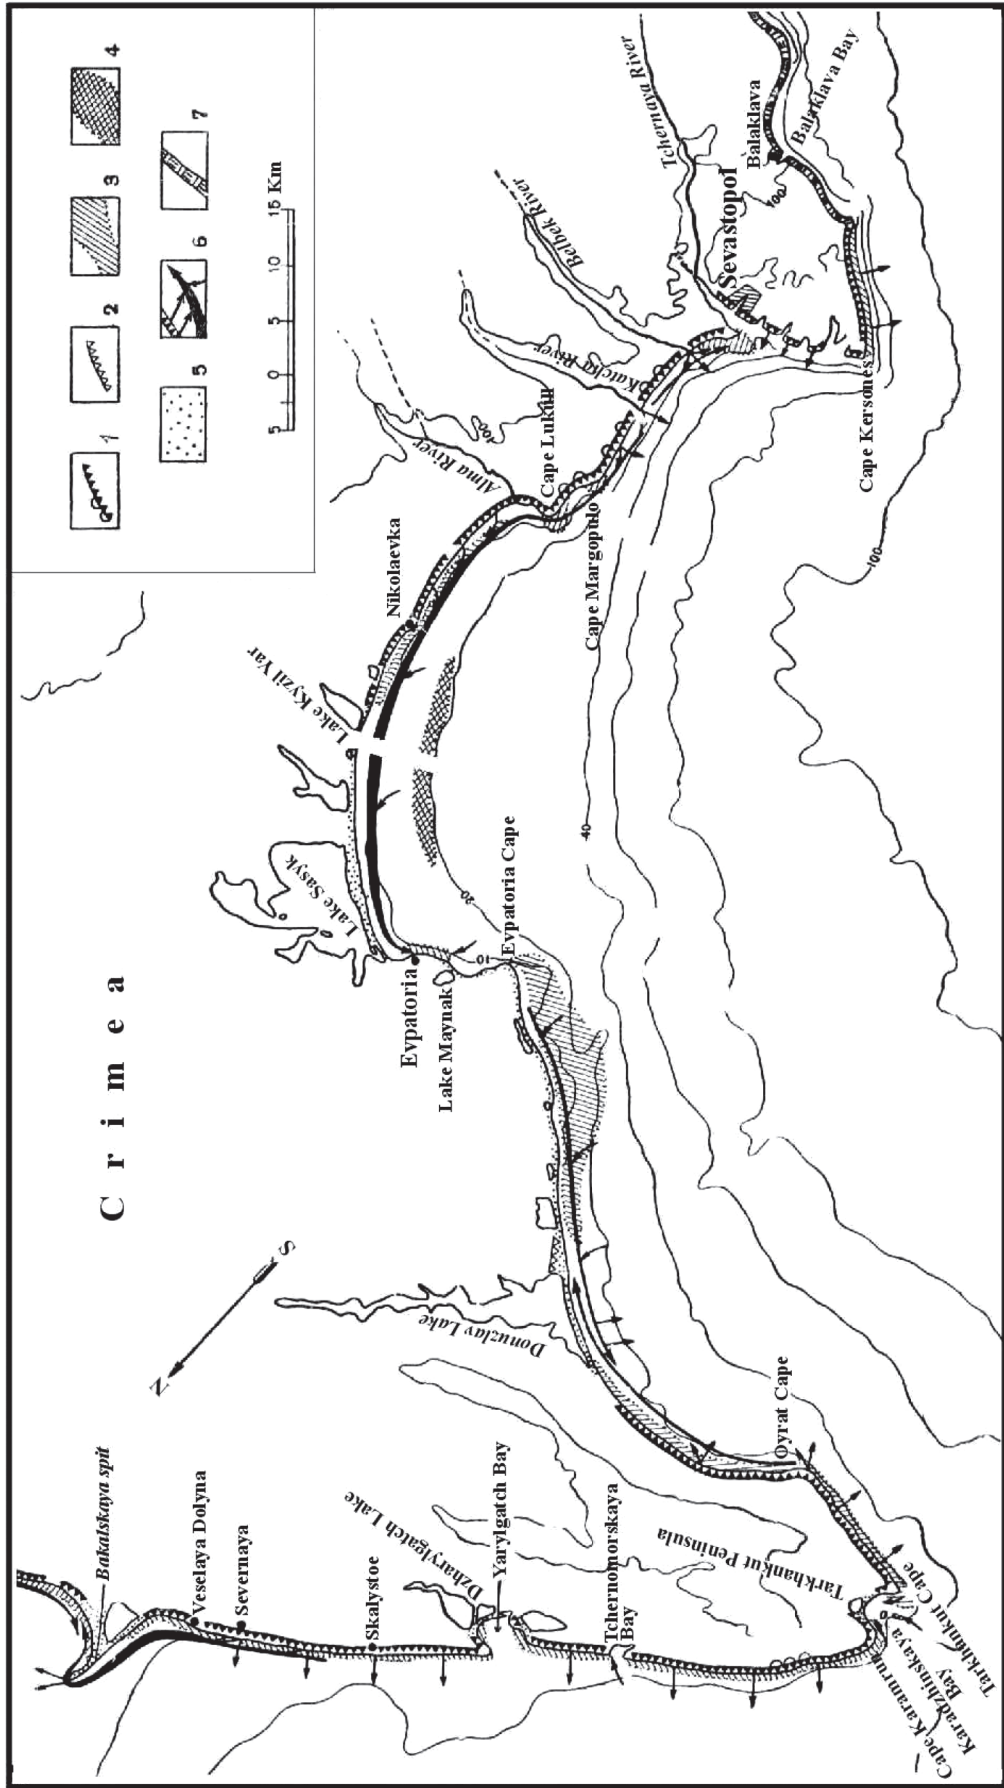 Crimea
N
S
Bakalskaya spit
Veselaya Dolyna
Severnaya
Skalystoe
Dzharylgatch Lake
Yarylgatch Bay
Tchernomorskaya
Bay
Tarkhankut Peninsula
Cape Karamrun
Karadzhinskaya
Bay
Tarkhankut Cape
Oyrat Cape
Donuzlav Lake
Evpatoria
Lake Maynak
Evpatoria Cape
10
20
40
100
Lake Sasyk
Lake Kyzil Yar
Nikolaevka
Alma River
100
Cape Lukull
Cape Margopulo
Katcha River
Belbek River
Tchernaya River
Sevastopol
Cape Kersones
Balaklava
Balaklava Bay
100
1
2
3
4
5
6
7
5 0 5 10 15 Km